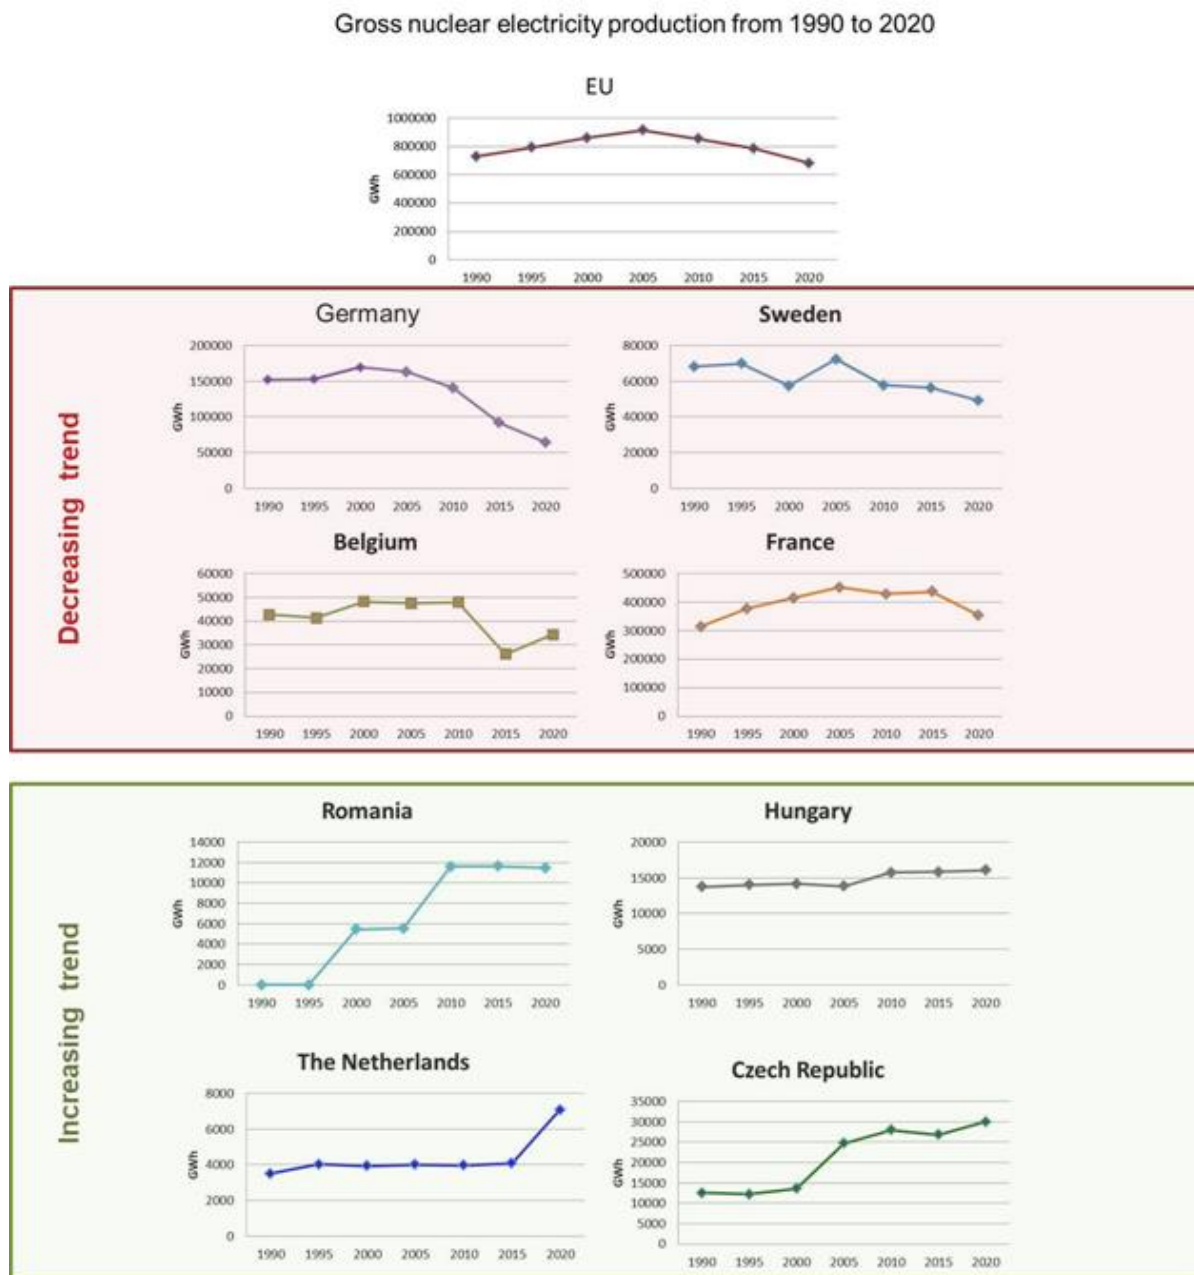 Gross nuclear electricity production from 1990 to 2020
EU
1000000
800000
600000
400000
200000
0
GWh
1990 1995 2000 2005 2010 2015 2020
Decreasing trend
Germany
200000
150000
100000
50000
0
GWh
1990 1995 2000 2005 2010 2015 2020
Sweden
80000
60000
40000
20000
0
GWh
1990 1995 2000 2005 2010 2015 2020
Belgium
60000
50000
40000
30000
20000
10000
0
GWh
1990 1995 2000 2005 2010 2015 2020
France
500000
400000
300000
200000
100000
0
GWh
1990 1995 2000 2005 2010 2015 2020
Increasing trend
Romania
14000
12000
10000
8000
6000
4000
2000
0
GWh
1990 1995 2000 2005 2010 2015 2020
Hungary
20000
15000
10000
5000
0
GWh
1990 1995 2000 2005 2010 2015 2020
The Netherlands
8000
6000
4000
2000
0
GWh
1990 1995 2000 2005 2010 2015 2020
Czech Republic
35000
30000
25000
20000
15000
10000
5000
0
GWh
1990 1995 2000 2005 2010 2015 2020